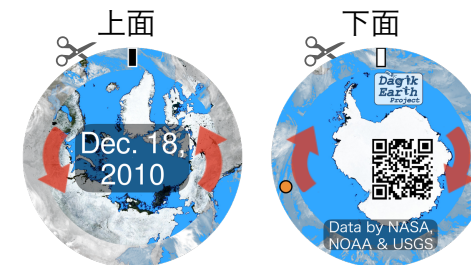 上面
下面
Dec. 18,
2010
Dagik
Earth
Project
Data by NASA,
NOAA & USGS